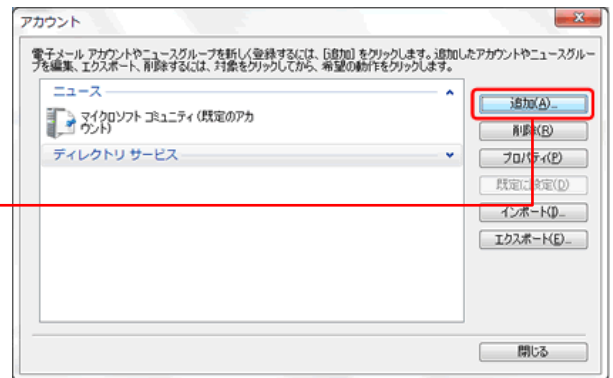 アカウント
電子メール アカウントやニュースグループを新しく登録するには、[追加] をクリックします。追加したアカウントやニュースグルー
プを編集、エクスポート、削除するには、対象をクリックしてから、希望の動作をクリックします。
ニュース
マイクロソフト コミュニティ (既定のアカ
ウント)
ディレクトリ サービス
追加(A)...
削除(R)
プロパティ(P)
既定に設定(D)
インポート(I)...
エクスポート(E)...
閉じる